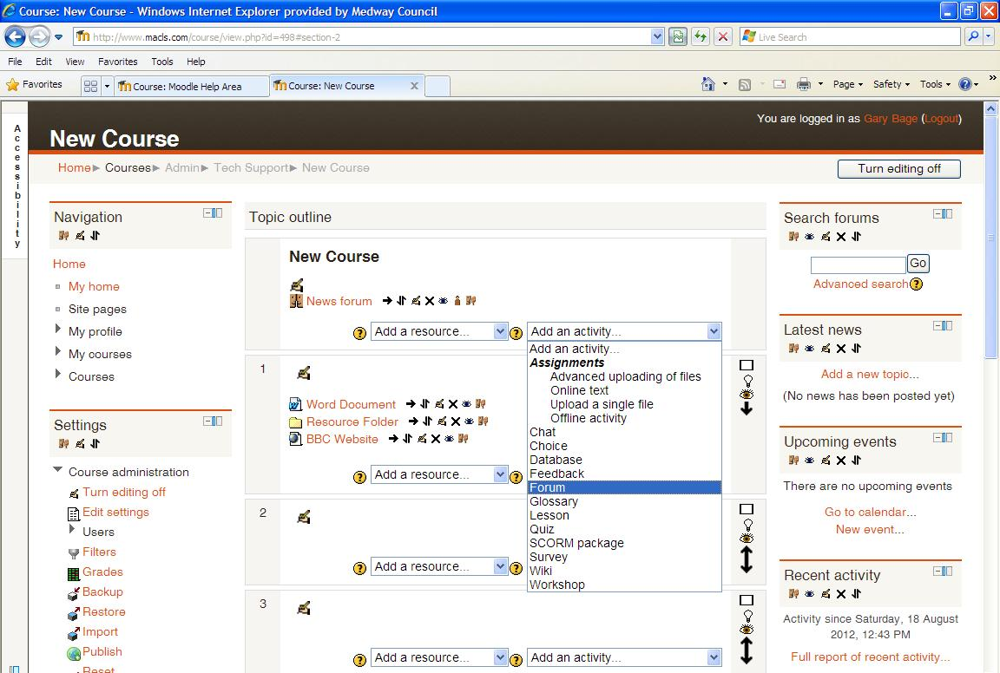 Course: New Course - Windows Internet Explorer provided by Medway Council
http://www.macls.com/course/view.php?id=498#section-2
Live Search
File Edit View Favorites Tools Help
Favorites
Course: Moodle Help Area
Course: New Course
Page
Safety
Tools
Accessibility
You are logged in as Gary Bage (Logout)
New Course
Home Courses Admin Tech Support New Course
Turn editing off
Navigation
Home
My home
Site pages
My profile
My courses
Courses
Settings
Course administration
Turn editing off
Edit settings
Users
Filters
Grades
Backup
Restore
Import
Publish
Reset
Topic outline
New Course
News forum
Add a resource...
Add an activity...
Add an activity...
Assignments
Advanced uploading of files
Online text
Upload a single file
Offline activity
Chat
Choice
Database
Feedback
Forum
Glossary
Lesson
Quiz
SCORM package
Survey
Wiki
Workshop
1
Word Document
Resource Folder
BBC Website
Add a resource...
2
Add a resource...
3
Add a resource...
Add an activity...
Search forums
Go
Advanced search
Latest news
Add a new topic...
(No news has been posted yet)
Upcoming events
There are no upcoming events
Go to calendar...
New event...
Recent activity
Activity since Saturday, 18 August
2012, 12:43 PM
Full report of recent activity...